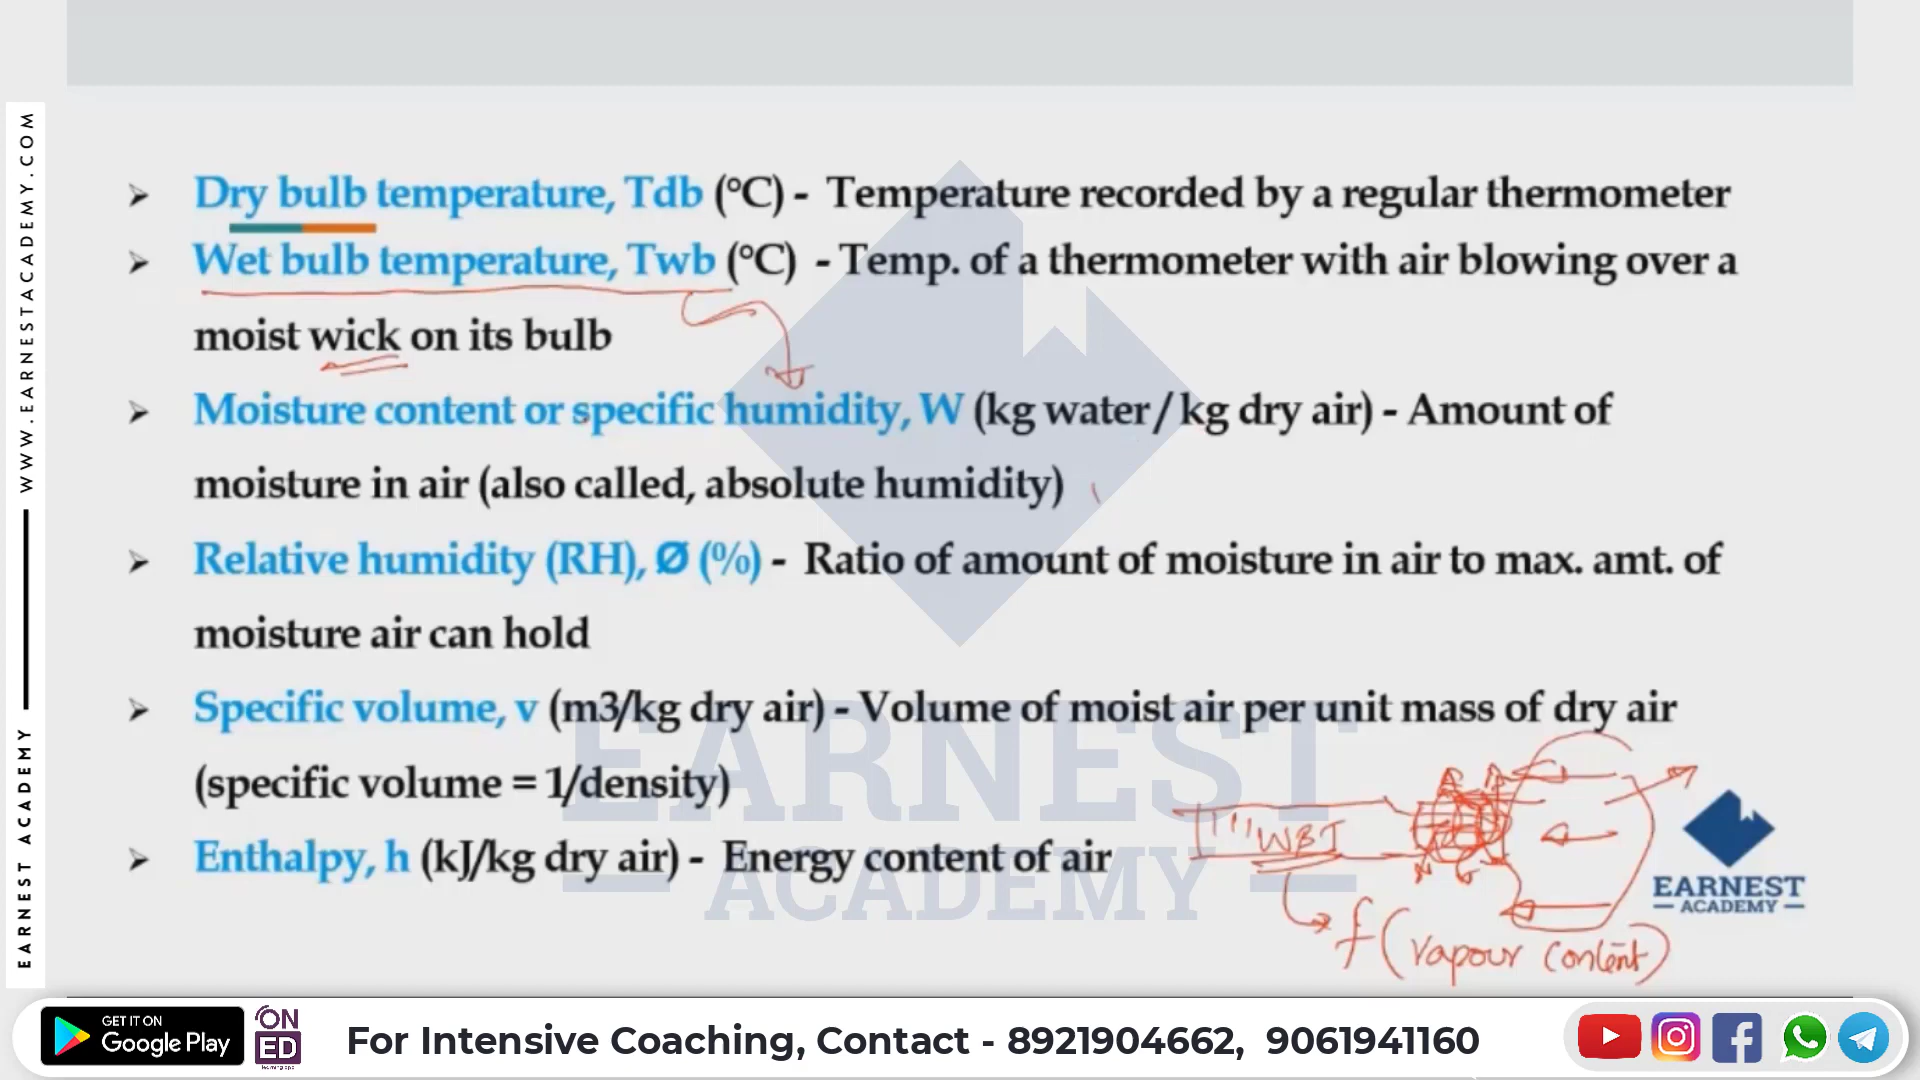 WWW.EARNESTACADEMY.COM
EARNEST ACADEMY
➢ Dry bulb temperature, Tdb (°C) - Temperature recorded by a regular thermometer
➢ Wet bulb temperature, Twb (°C) - Temp. of a thermometer with air blowing over a
moist wick on its bulb
➢ Moisture content or specific humidity, W (kg water/kg dry air) - Amount of
moisture in air (also called, absolute humidity)
➢ Relative humidity (RH), Ø (%) - Ratio of amount of moisture in air to max. amt. of
moisture air can hold
➢ Specific volume, v (m3/kg dry air) - Volume of moist air per unit mass of dry air
(specific volume = 1/density)
➢ Enthalpy, h (kJ/kg dry air) - Energy content of air
EARNEST
ACADEMY
WBT
f(vapour content)
EARNEST
ACADEMY
GET IT ON
Google Play
ON
ED
For Intensive Coaching, Contact - 8921904662, 9061941160